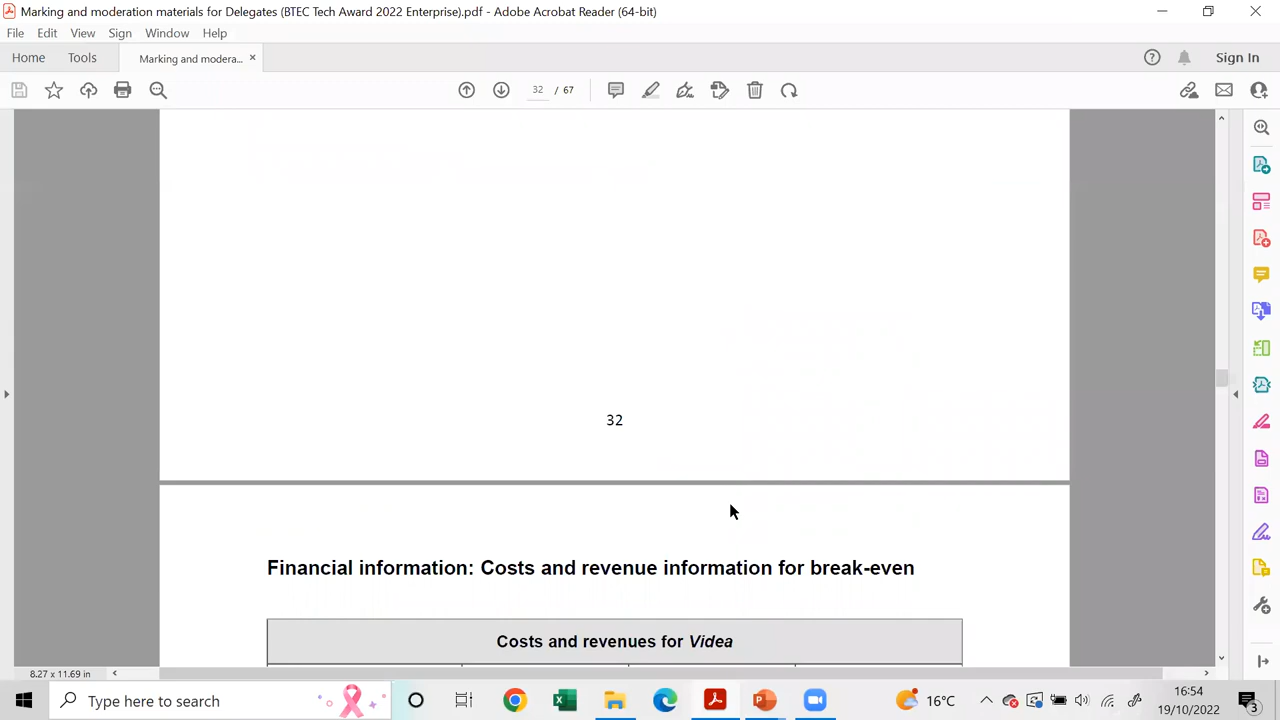 Marking and moderation materials for Delegates (BTEC Tech Award 2022 Enterprise).pdf - Adobe Acrobat Reader (64-bit)
File Edit View Sign Window Help
Home Tools Marking and modera... ×
Sign In
32 / 67
32
Financial information: Costs and revenue information for break-even
Costs and revenues for Videa
8.27 x 11.69 in
Type here to search
16°C
16:54
19/10/2022
3